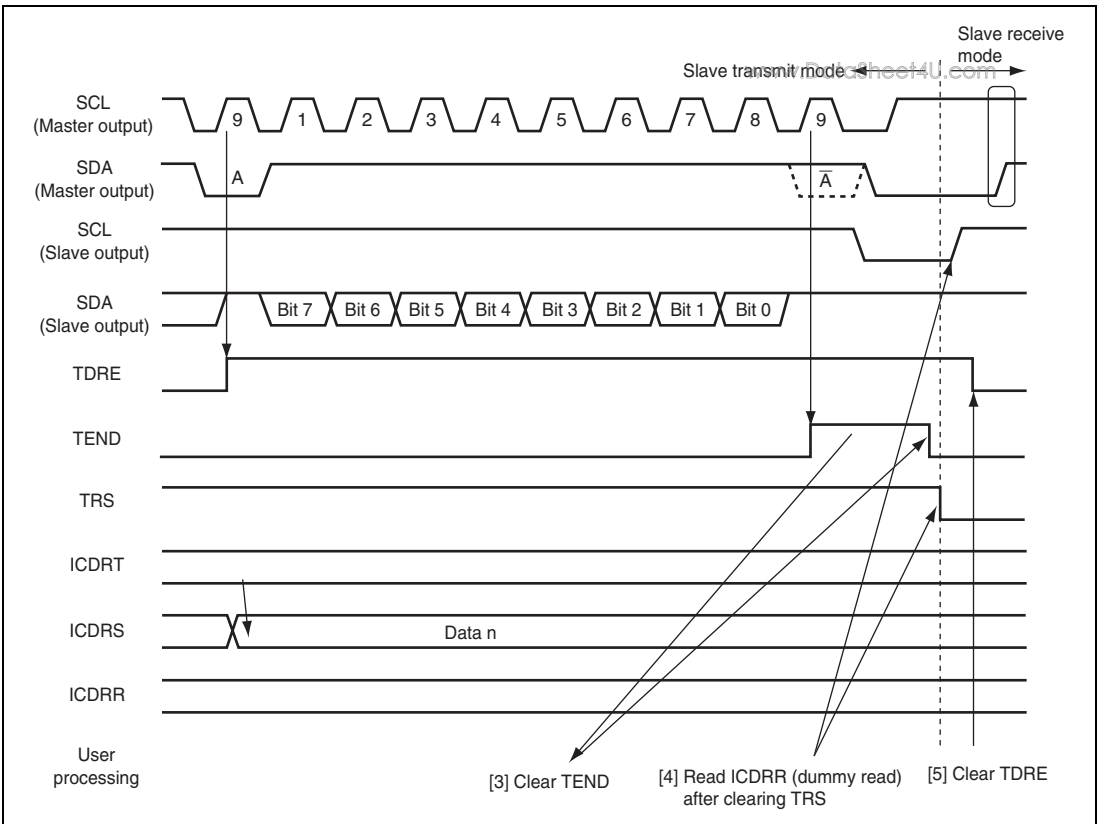 Slave receive
mode
Slave transmit mode
www.DataSheet4U.com
SCL
(Master output)
9 1 2 3 4 5 6 7 8 9
SDA
(Master output)
A
A̅
SCL
(Slave output)
SDA
(Slave output)
Bit 7 Bit 6 Bit 5 Bit 4 Bit 3 Bit 2 Bit 1 Bit 0
TDRE
TEND
TRS
ICDRT
ICDRS
Data n
ICDRR
User
processing
[3] Clear TEND
[4] Read ICDRR (dummy read)
after clearing TRS
[5] Clear TDRE